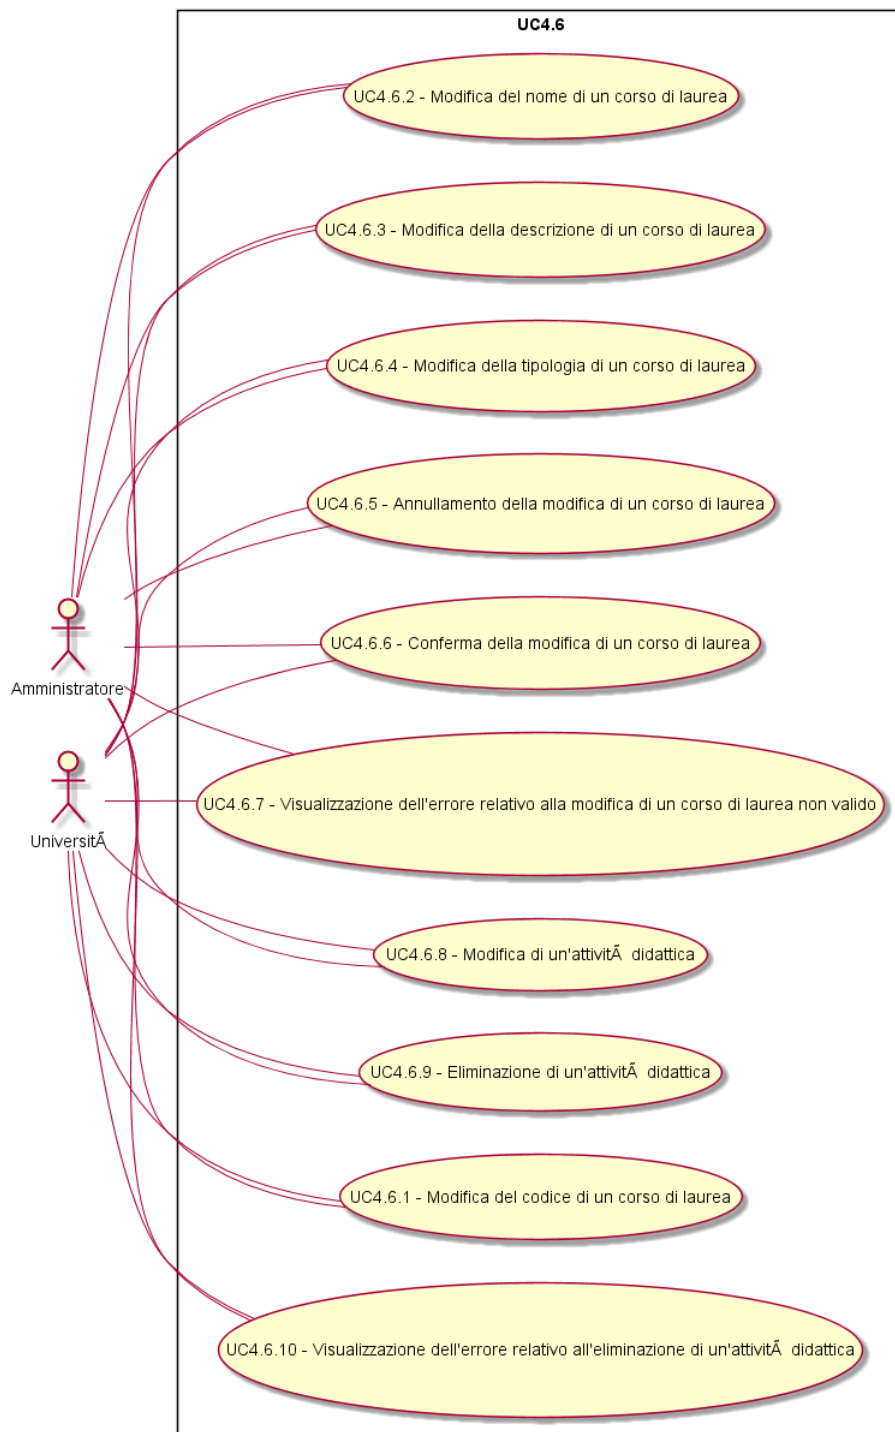 UC4.6
UC4.6.2 - Modifica del nome di un corso di laurea
UC4.6.3 - Modifica della descrizione di un corso di laurea
UC4.6.4 - Modifica della tipologia di un corso di laurea
UC4.6.5 - Annullamento della modifica di un corso di laurea
UC4.6.6 - Conferma della modifica di un corso di laurea
Amministratore
UC4.6.7 - Visualizzazione dell'errore relativo alla modifica di un corso di laurea non valido
UniversitÃ
UC4.6.8 - Modifica di un'attivitÃ  didattica
UC4.6.9 - Eliminazione di un'attivitÃ  didattica
UC4.6.1 - Modifica del codice di un corso di laurea
UC4.6.10 - Visualizzazione dell'errore relativo all'eliminazione di un'attivitÃ  didattica